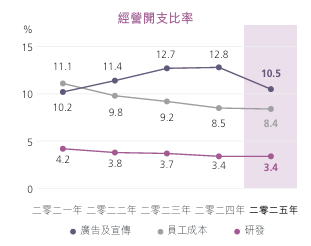 經營開支比率
%
15
10
5
0
11.1 11.4 12.7 12.8 10.5
10.2 9.8 9.2 8.5 8.4
4.2 3.8 3.7 3.4 3.4
二零二一年 二零二二年 二零二三年 二零二四年 二零二五年
廣告及宣傳 員工成本 研發